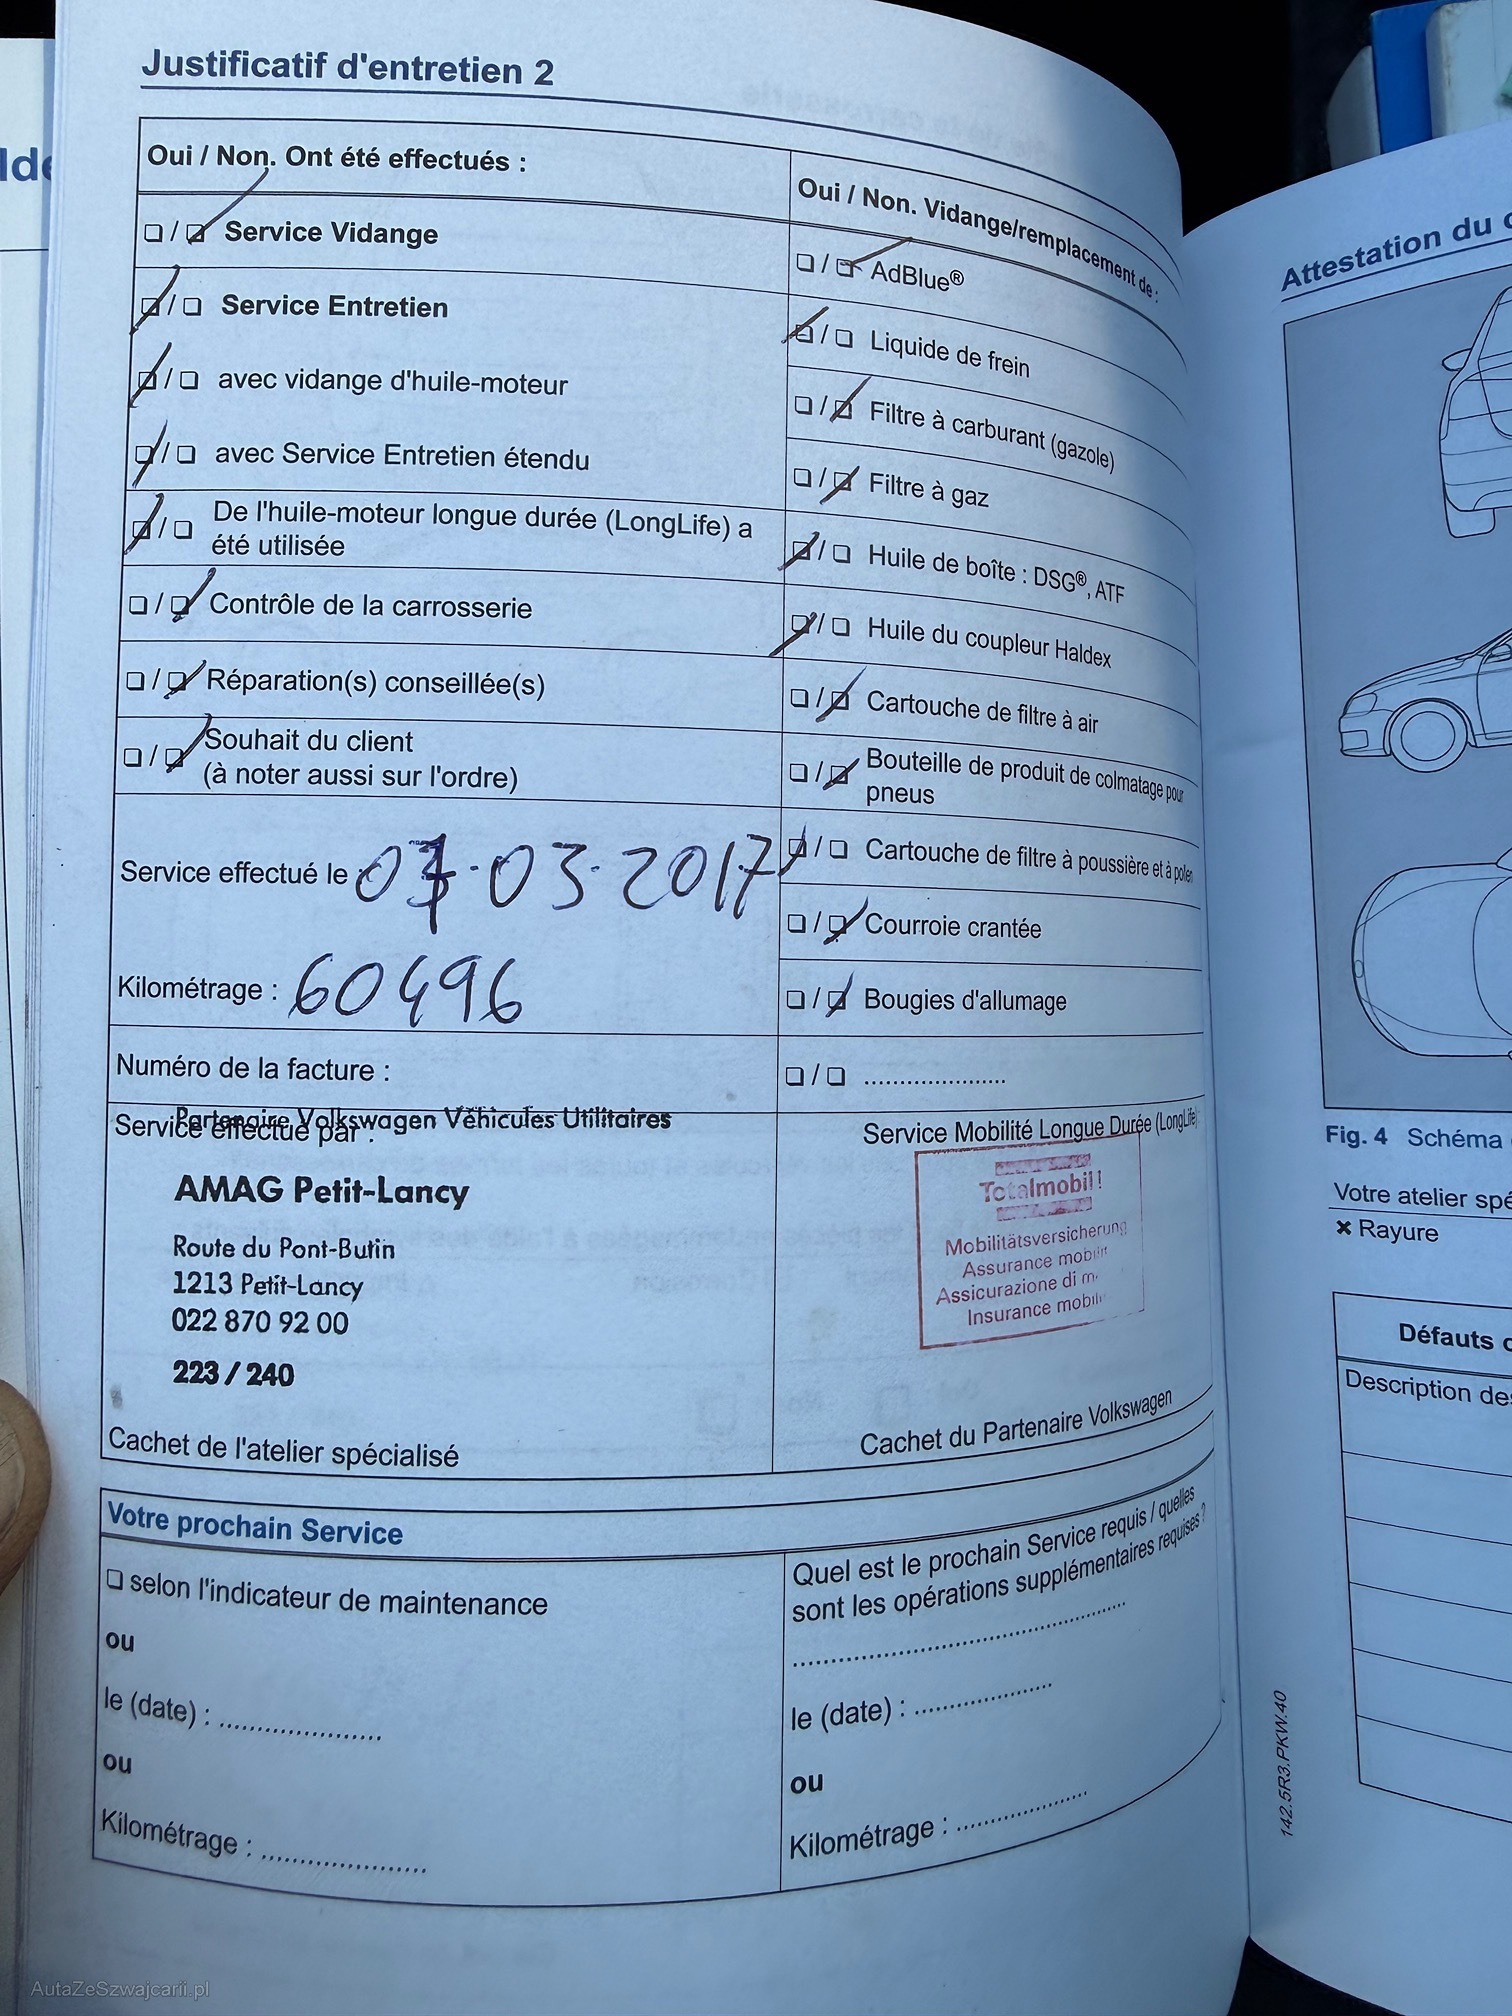 Justificatif d'entretien 2
Oui / Non. Ont été effectués :
❑ / ❑ Service Vidange
❑ / ❑ Service Entretien
❑ / ❑ avec vidange d'huile-moteur
❑ / ❑ avec Service Entretien étendu
❑ / ❑ De l'huile-moteur longue durée (LongLife) a
été utilisée
❑ / ❑ Contrôle de la carrosserie
❑ / ❑ Réparation(s) conseillée(s)
❑ / ❑ Souhait du client
(à noter aussi sur l'ordre)
Service effectué le 07.03.2017
Kilométrage : 60496
Numéro de la facture :
Oui / Non. Vidange/remplacement de :
❑ / ❑ AdBlue®
❑ / ❑ Liquide de frein
❑ / ❑ Filtre à carburant (gazole)
❑ / ❑ Filtre à gaz
❑ / ❑ Huile de boîte : DSG®, ATF
❑ / ❑ Huile du coupleur Haldex
❑ / ❑ Cartouche de filtre à air
❑ / ❑ Bouteille de produit de colmatage pour
pneus
❑ / ❑ Cartouche de filtre à poussière et à pollen
❑ / ❑ Courroie crantée
❑ / ❑ Bougies d'allumage
❑ / ❑ .....................
Service effectué par :
Partenaire Volkswagen Véhicules Utilitaires
AMAG Petit-Lancy
Route du Pont-Butin
1213 Petit-Lancy
022 870 92 00
223 / 240
Cachet de l'atelier spécialisé
Service Mobilité Longue Durée (LongLife)
Totalmobil!
Mobilitätsversicherung
Assurance mobilit
Assicurazione di m
Insurance mobili
Cachet du Partenaire Volkswagen
Votre prochain Service
❑ selon l'indicateur de maintenance
ou
le (date) : .....................
ou
Kilométrage : .....................
Quel est le prochain Service requis / quelles
sont les opérations supplémentaires requises ?
..........................................
le (date) : .....................
ou
Kilométrage : .....................
Attestation du c
Fig. 4 Schéma
Votre atelier spé
✖ Rayure
Défauts c
Description des
142.5R3.PKW.40
AutaZeSzwajcarii.pl